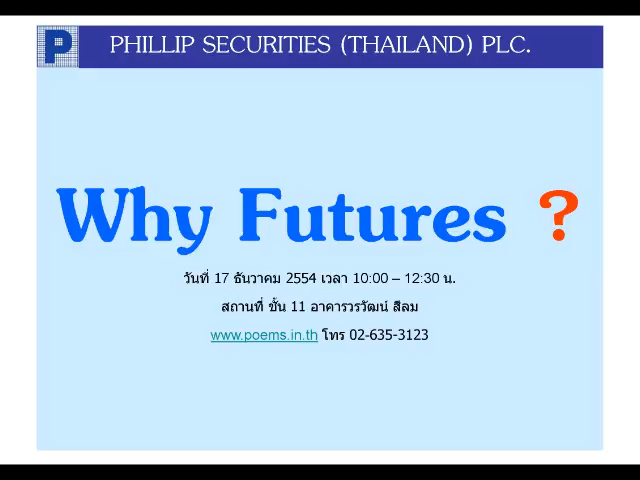 P
PHILLIP SECURITIES (THAILAND) PLC.
Why Futures ?
วันที่ 17 ธันวาคม 2554 เวลา 10:00 – 12:30 น.
สถานที่ ชั้น 11 อาคารวรวัฒน์ สีลม
www.poems.in.th โทร 02-635-3123